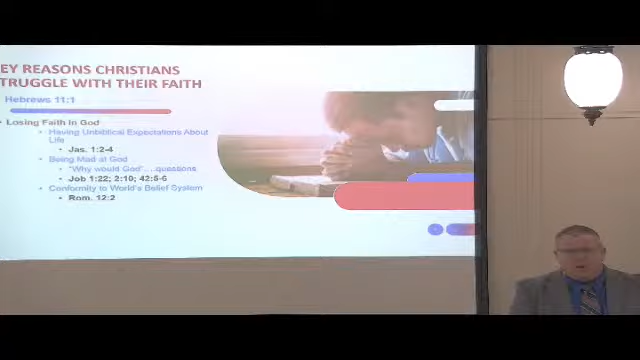 EY REASONS CHRISTIANS
TRUGGLE WITH THEIR FAITH
Hebrews 11:1
• Losing Faith in God
• Having Unbiblical Expectations About
Life
• Jas. 1:2-4
• Being Mad at God
• "Why would God"...questions
• Job 1:22; 2:10; 42:5-6
• Conformity to World's Belief System
• Rom. 12:2